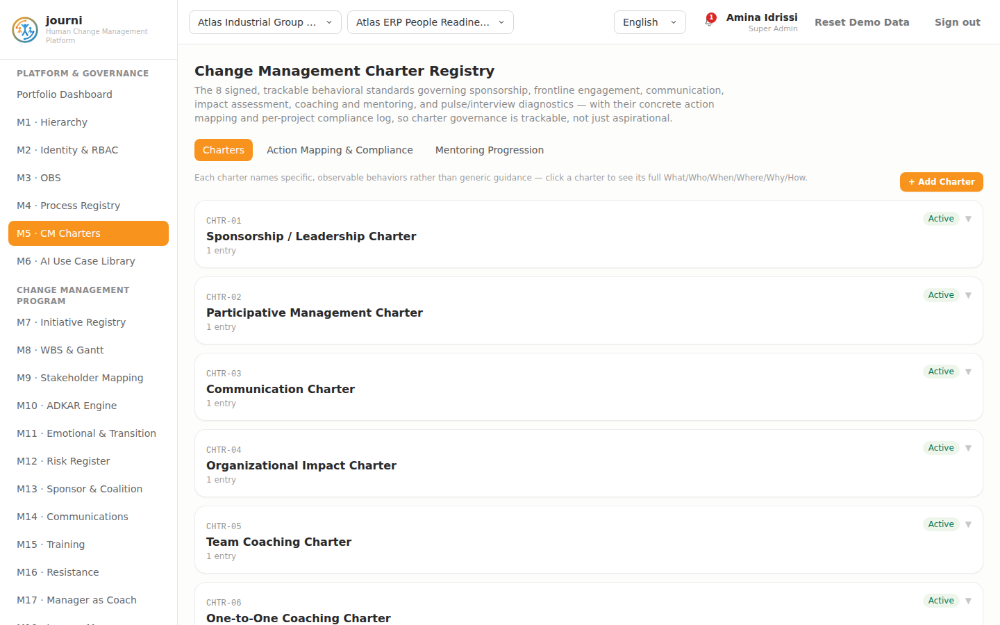 journi
Human Change Management
Platform
Atlas Industrial Group ...
Atlas ERP People Readine...
English
1
Amina Idrissi
Super Admin
Reset Demo Data
Sign out
PLATFORM & GOVERNANCE
Portfolio Dashboard
M1 · Hierarchy
M2 · Identity & RBAC
M3 · OBS
M4 · Process Registry
M5 · CM Charters
M6 · AI Use Case Library
CHANGE MANAGEMENT
PROGRAM
M7 · Initiative Registry
M8 · WBS & Gantt
M9 · Stakeholder Mapping
M10 · ADKAR Engine
M11 · Emotional & Transition
M12 · Risk Register
M13 · Sponsor & Coalition
M14 · Communications
M15 · Training
M16 · Resistance
M17 · Manager as Coach
Change Management Charter Registry
The 8 signed, trackable behavioral standards governing sponsorship, frontline engagement, communication,
impact assessment, coaching and mentoring, and pulse/interview diagnostics — with their concrete action
mapping and per-project compliance log, so charter governance is trackable, not just aspirational.
Charters
Action Mapping & Compliance
Mentoring Progression
Each charter names specific, observable behaviors rather than generic guidance — click a charter to see its full What/Who/When/Where/Why/How.
+ Add Charter
CHTR-01
Sponsorship / Leadership Charter
1 entry
Active
CHTR-02
Participative Management Charter
1 entry
Active
CHTR-03
Communication Charter
1 entry
Active
CHTR-04
Organizational Impact Charter
1 entry
Active
CHTR-05
Team Coaching Charter
1 entry
Active
CHTR-06
One-to-One Coaching Charter
Active